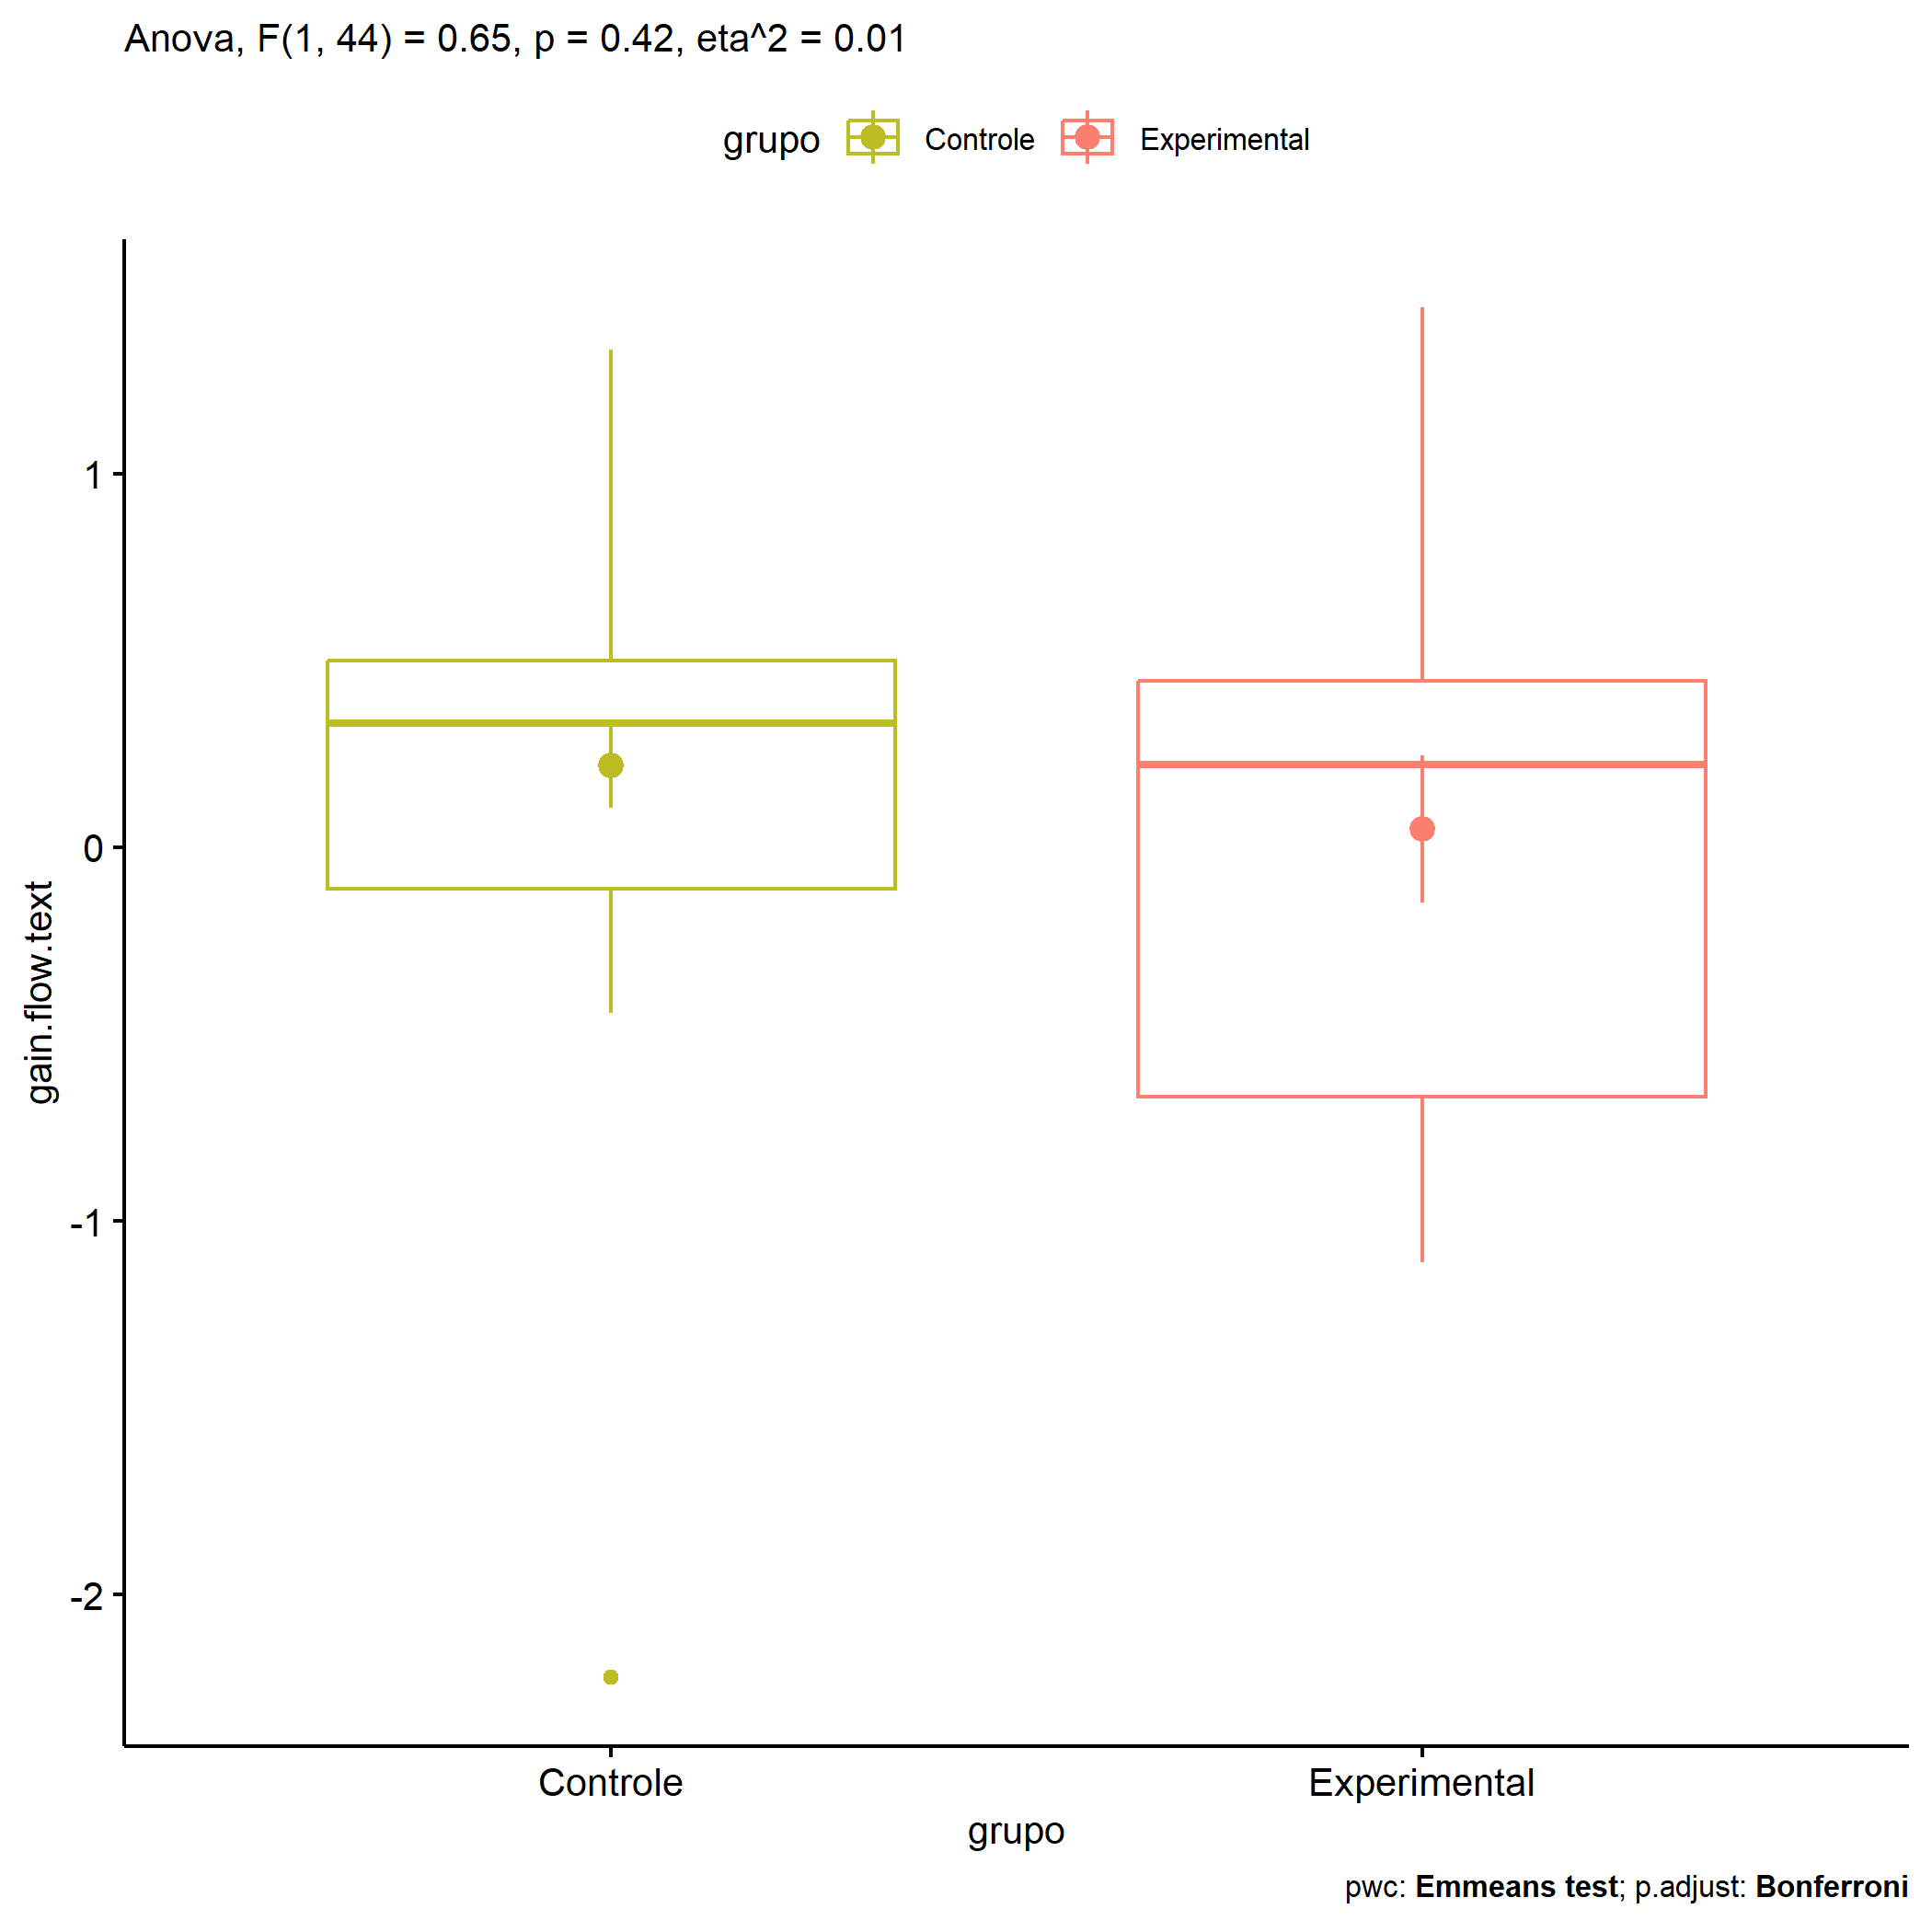 Anova, F(1, 44) = 0.65, p = 0.42, eta^2 = 0.01
grupo Controle Experimental
1
0
-1
-2
gain.flow.text
Controle Experimental
grupo
pwc: Emmeans test; p.adjust: Bonferroni